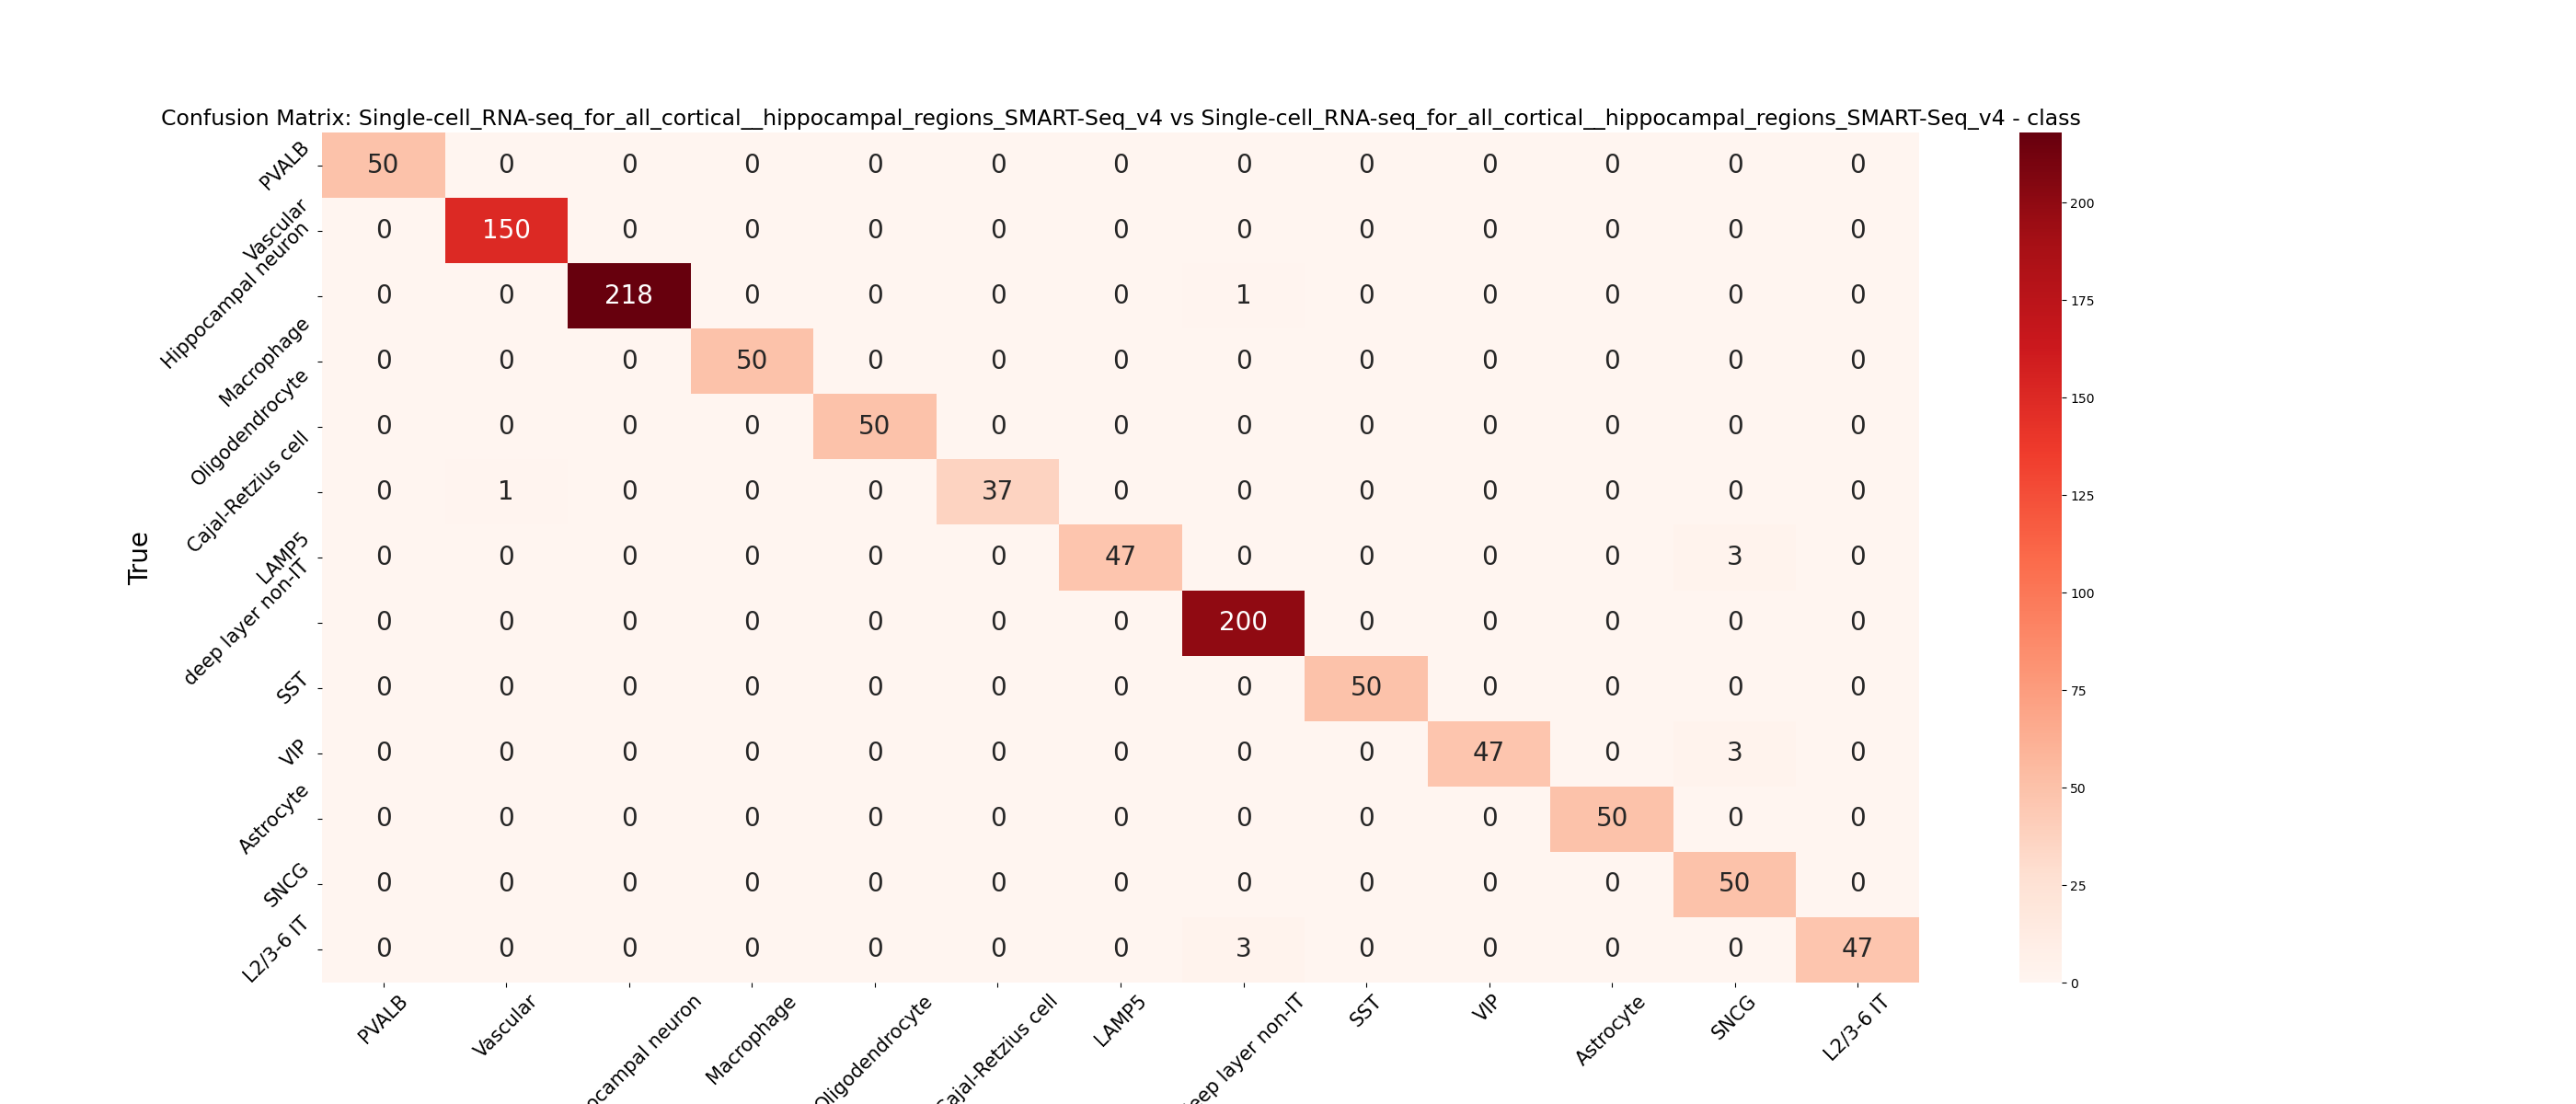 Confusion Matrix: Single-cell_RNA-seq_for_all_cortical__hippocampal_regions_SMART-Seq_v4 vs Single-cell_RNA-seq_for_all_cortical__hippocampal_regions_SMART-Seq_v4 - class
True
PVALB 50 0 0 0 0 0 0 0 0 0 0 0 0
Vascular 0 150 0 0 0 0 0 0 0 0 0 0 0
Hippocampal neuron 0 0 218 0 0 0 0 1 0 0 0 0 0
Macrophage 0 0 0 50 0 0 0 0 0 0 0 0 0
Oligodendrocyte 0 0 0 0 50 0 0 0 0 0 0 0 0
Cajal-Retzius cell 0 1 0 0 0 37 0 0 0 0 0 0 0
LAMP5 0 0 0 0 0 0 47 0 0 0 0 3 0
deep layer non-IT 0 0 0 0 0 0 0 200 0 0 0 0 0
SST 0 0 0 0 0 0 0 0 50 0 0 0 0
VIP 0 0 0 0 0 0 0 0 0 47 0 3 0
Astrocyte 0 0 0 0 0 0 0 0 0 0 50 0 0
SNCG 0 0 0 0 0 0 0 0 0 0 0 50 0
L2/3-6 IT 0 0 0 0 0 0 0 3 0 0 0 0 47
PVALB
Vascular
ocampal neuron
Macrophage
Oligodendrocyte
Cajal-Retzius cell
LAMP5
eep layer non-IT
SST
VIP
Astrocyte
SNCG
L2/3-6 IT
200
175
150
125
100
75
50
25
0